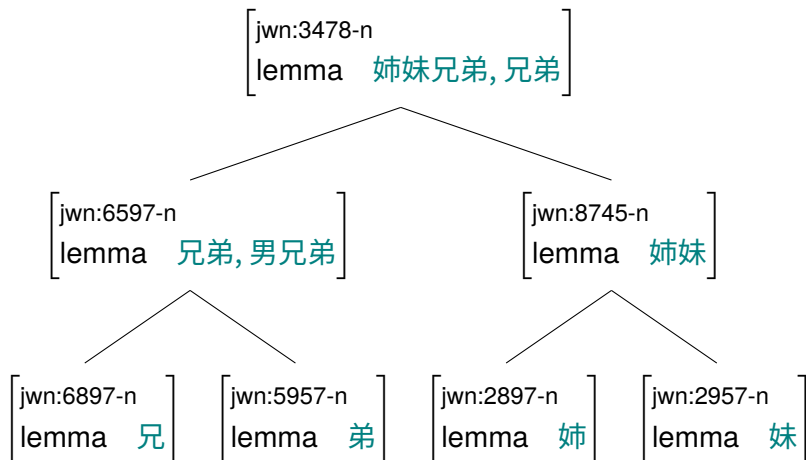 jwn:3478-n
lemma 姉妹兄弟, 兄弟
jwn:6597-n
lemma 兄弟, 男兄弟
jwn:8745-n
lemma 姉妹
jwn:6897-n
lemma 兄
jwn:5957-n
lemma 弟
jwn:2897-n
lemma 姉
jwn:2957-n
lemma 妹